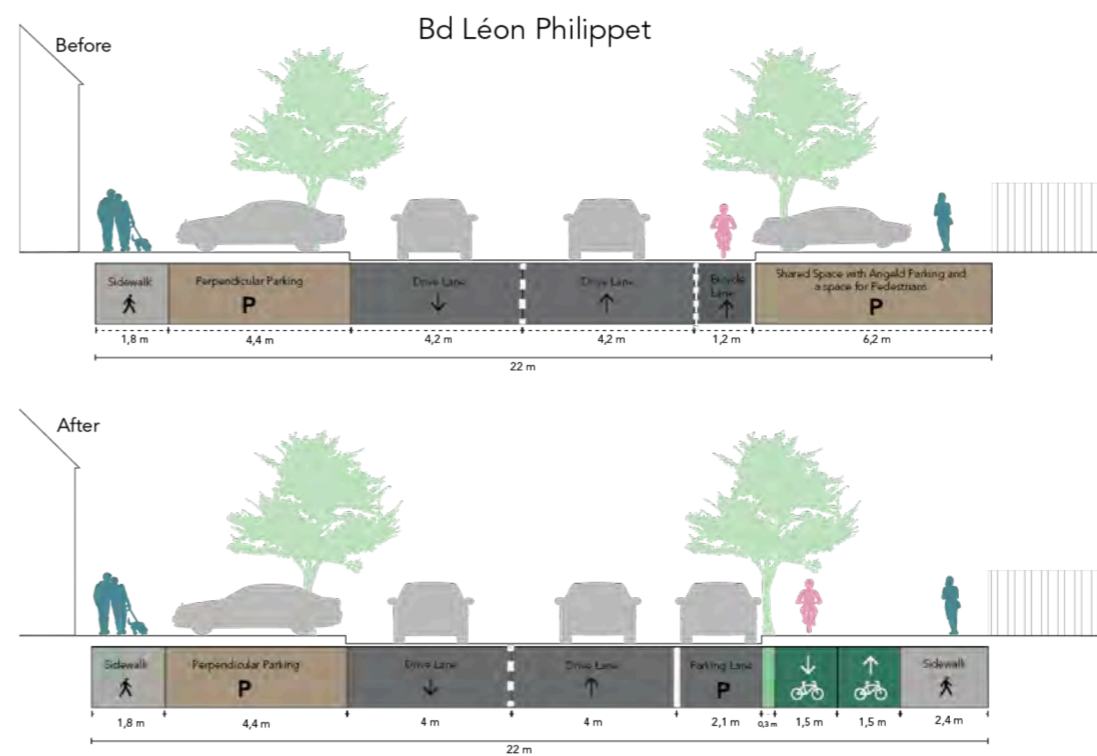 Bd Léon Philippet
Before
Sidewalk
Perpendicular Parking
P
Drive Lane
Drive Lane
Bicycle
Lane
Shared Space with Angeld Parking and
a space for Pedestrians
P
1,8 m
4,4 m
4,2 m
4,2 m
1,2 m
6,2 m
22 m
After
Sidewalk
Perpendicular Parking
P
Drive Lane
Drive Lane
Parking Lane
P
Sidewalk
1,8 m
4,4 m
4 m
4 m
2,1 m
0,3 m
1,5 m
1,5 m
2,4 m
22 m